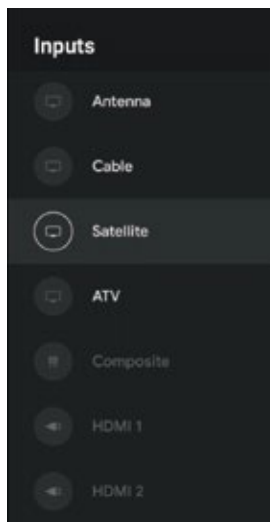 Inputs
Antenna
Cable
Satellite
ATV
Composite
HDMI 1
HDMI 2